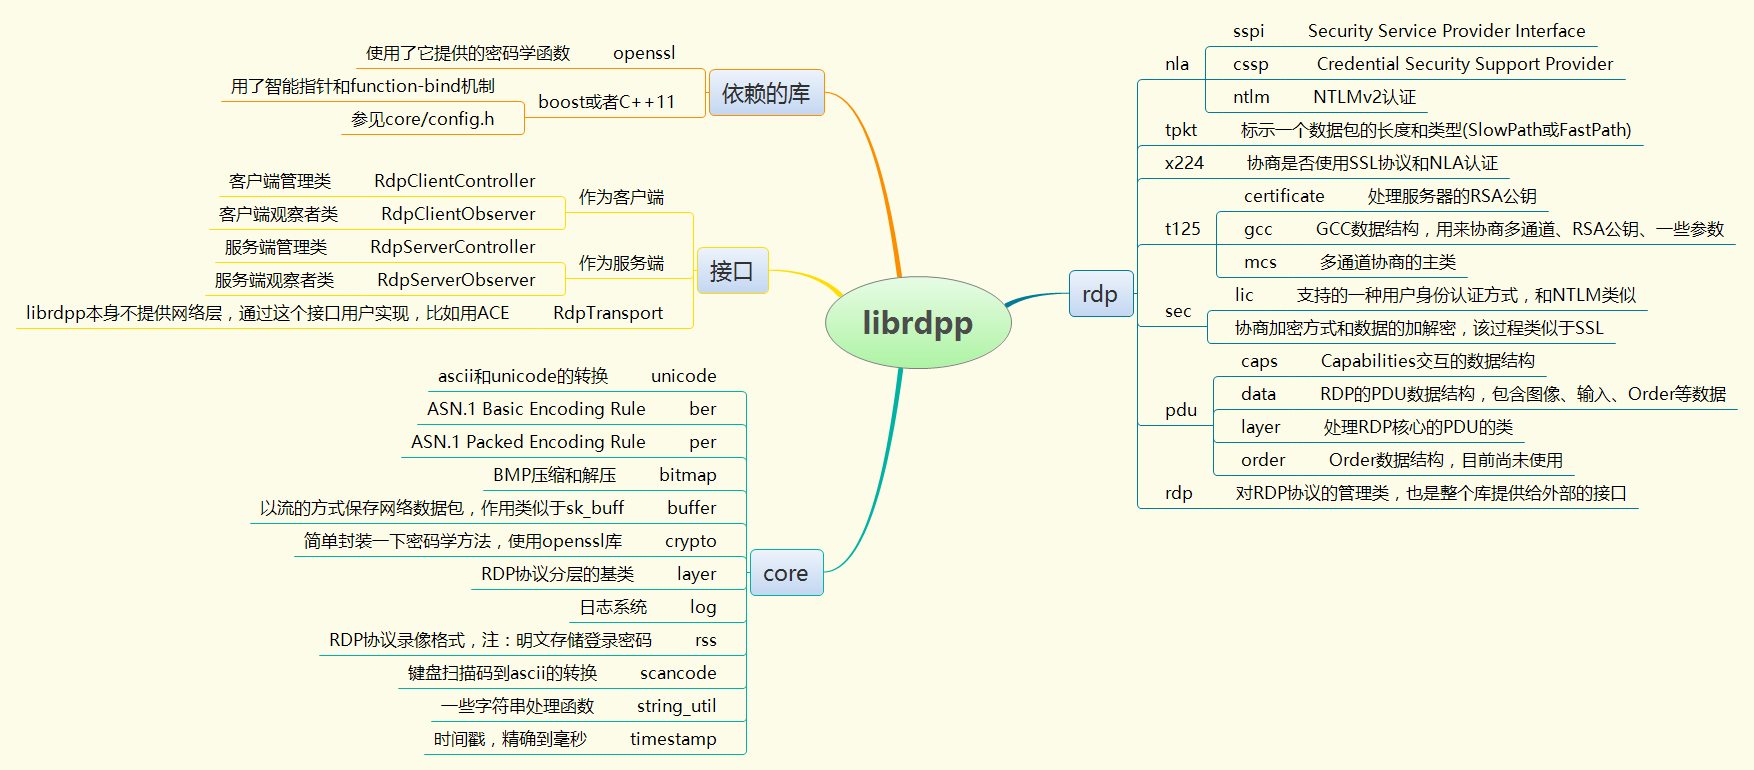 librdpp
依赖的库
使用了它提供的密码学函数 openssl
用了智能指针和function-bind机制
boost或者C++11
参见core/config.h
接口
客户端管理类 RdpClientController
作为客户端
客户端观察者类 RdpClientObserver
服务端管理类 RdpServerController
作为服务端
服务端观察者类 RdpServerObserver
librdpp本身不提供网络层，通过这个接口用户实现，比如用ACE RdpTransport
core
ascii和unicode的转换 unicode
ASN.1 Basic Encoding Rule ber
ASN.1 Packed Encoding Rule per
BMP压缩和解压 bitmap
以流的方式保存网络数据包，作用类似于sk_buff buffer
简单封装一下密码学方法，使用openssl库 crypto
RDP协议分层的基类 layer
日志系统 log
RDP协议录像格式，注：明文存储登录密码 rss
键盘扫描码到ascii的转换 scancode
一些字符串处理函数 string_util
时间戳，精确到毫秒 timestamp
rdp
nla
sspi Security Service Provider Interface
cssp Credential Security Support Provider
ntlm NTLMv2认证
tpkt 标示一个数据包的长度和类型(SlowPath或FastPath)
x224 协商是否使用SSL协议和NLA认证
t125
certificate 处理服务器的RSA公钥
gcc GCC数据结构，用来协商多通道、RSA公钥、一些参数
mcs 多通道协商的主类
sec
lic 支持的一种用户身份认证方式，和NTLM类似
协商加密方式和数据的加解密，该过程类似于SSL
pdu
caps Capabilities交互的数据结构
data RDP的PDU数据结构，包含图像、输入、Order等数据
layer 处理RDP核心的PDU的类
order Order数据结构，目前尚未使用
rdp 对RDP协议的管理类，也是整个库提供给外部的接口